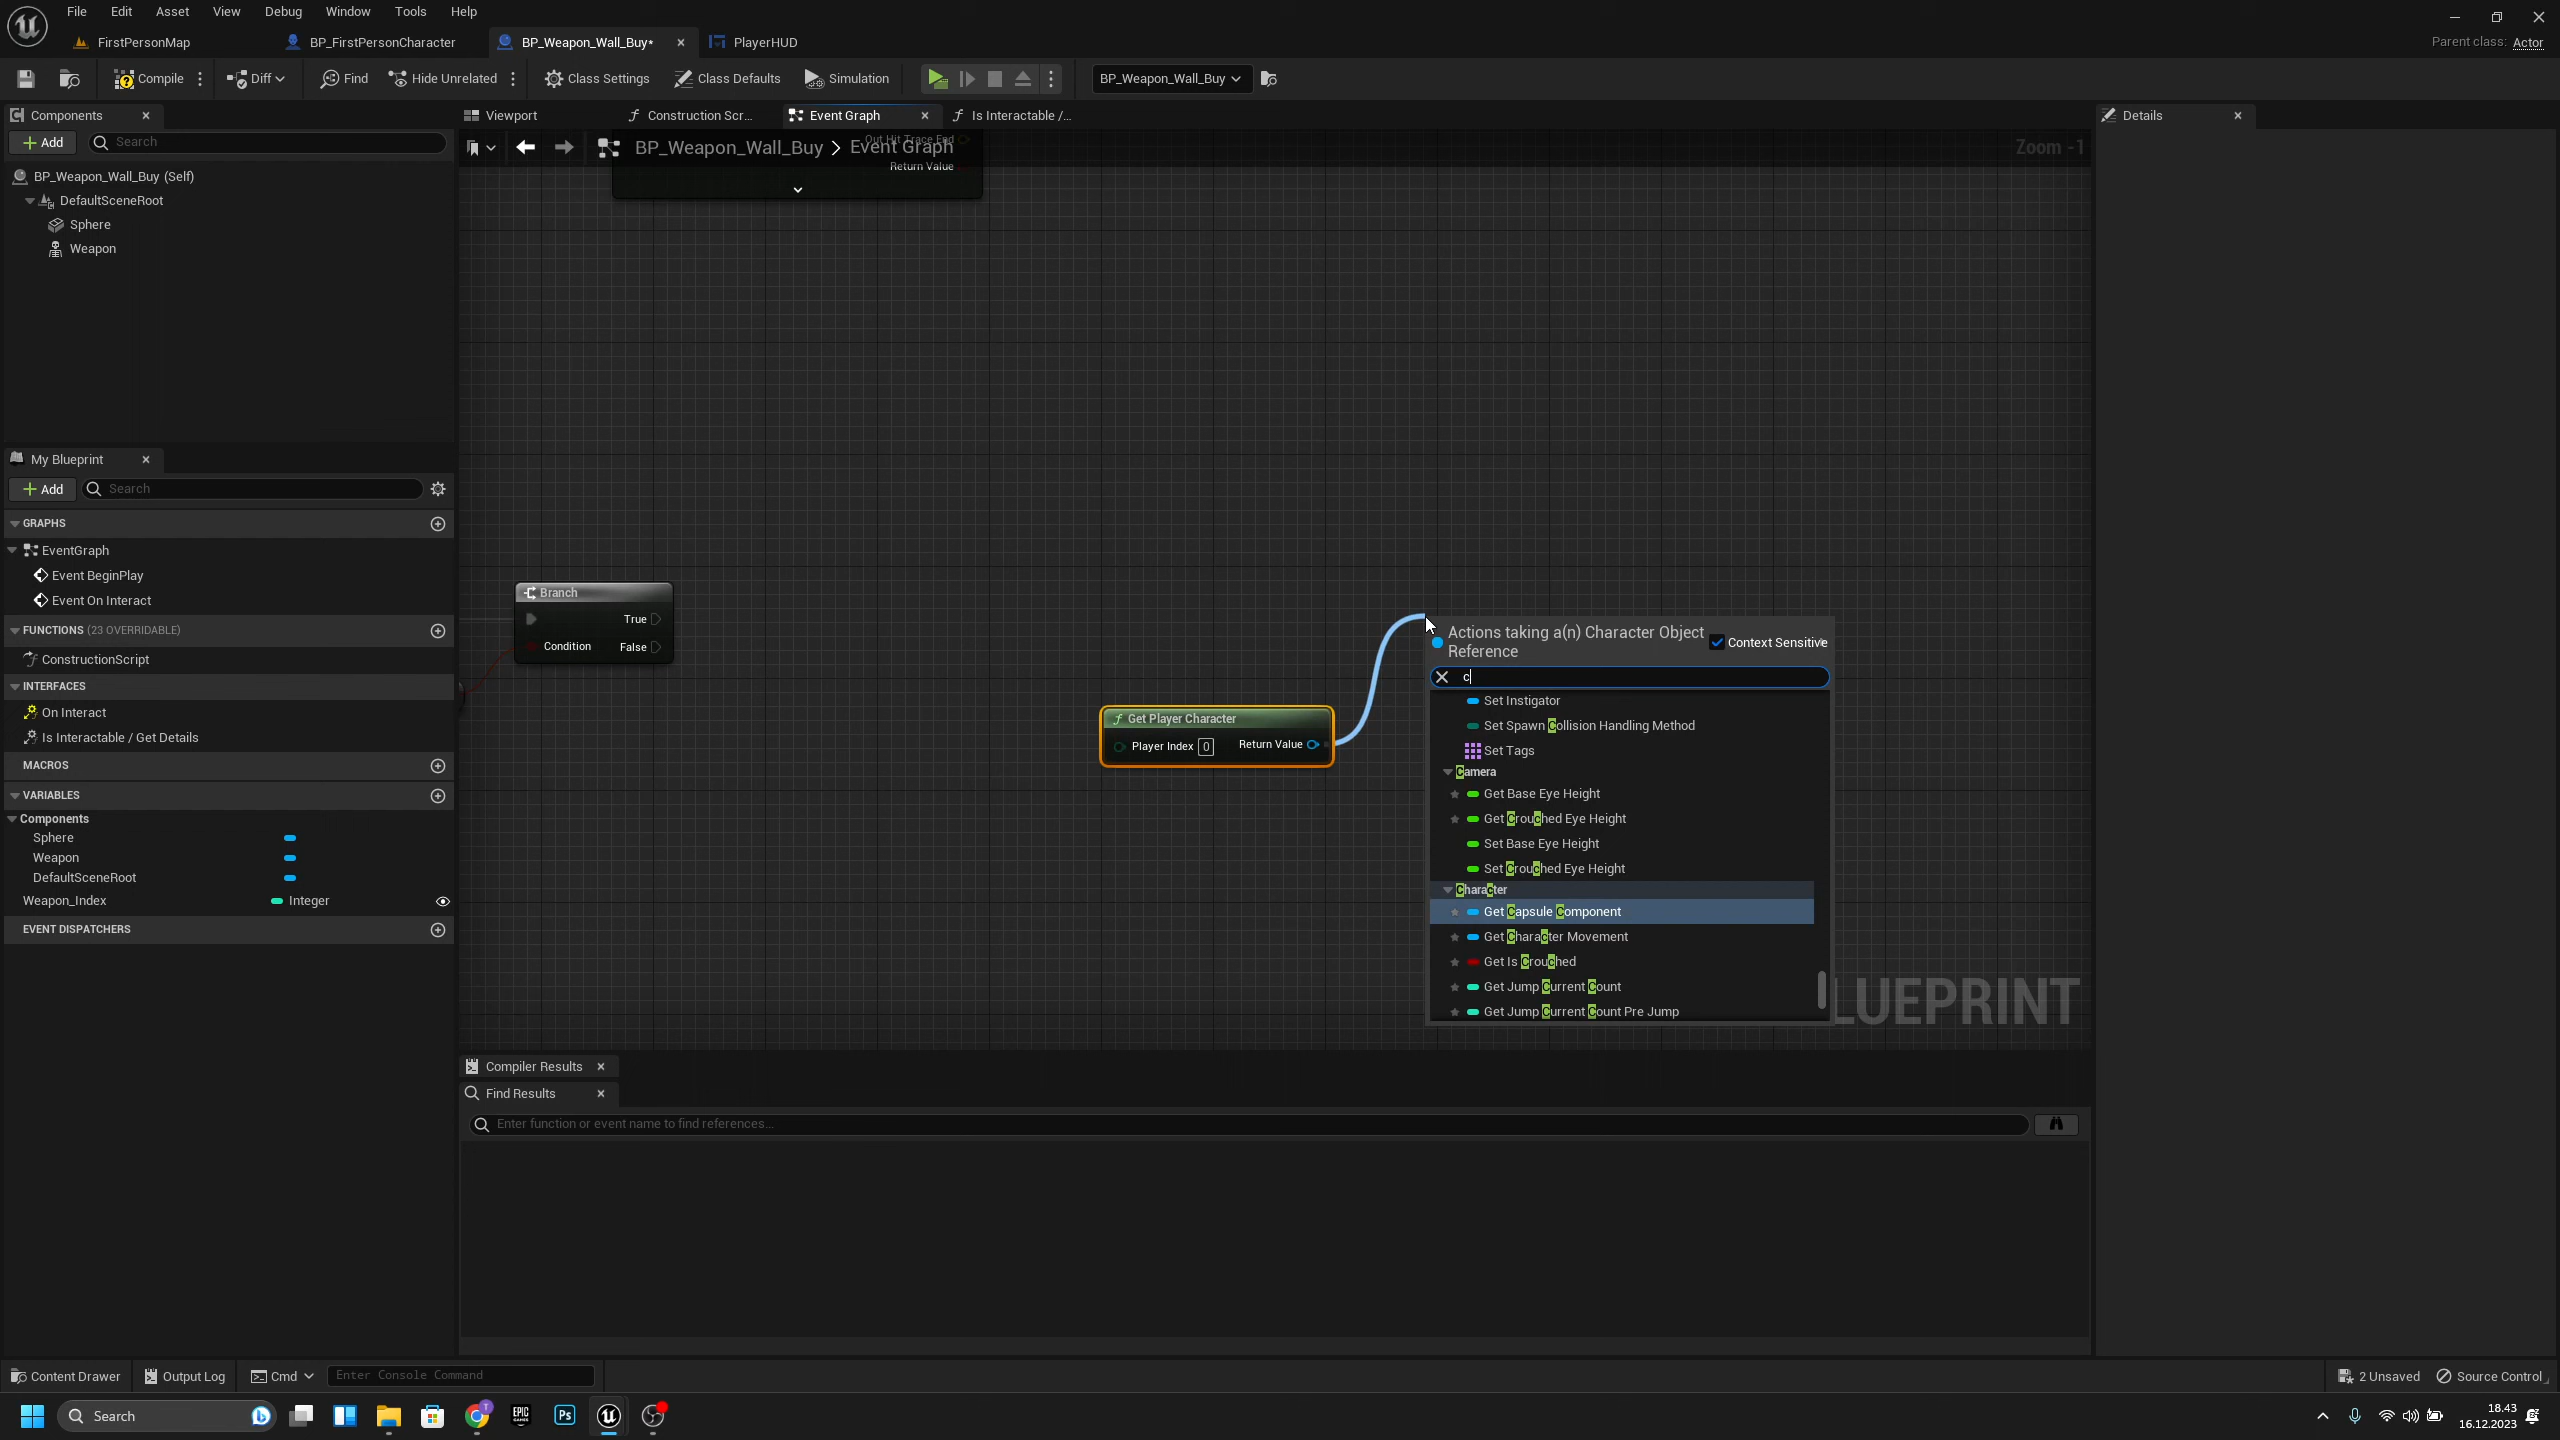 File Edit Asset View Debug Window Tools Help
FirstPersonMap BP_FirstPersonCharacter BP_Weapon_Wall_Buy* PlayerHUD Parent class: Actor
Compile Diff Find Hide Unrelated Class Settings Class Defaults Simulation BP_Weapon_Wall_Buy
Components Viewport Construction Scr... Event Graph Is Interactable /... Details
Add Search
Out Hit Trace End
BP_Weapon_Wall_Buy > Event Graph Zoom -1
Return Value
BP_Weapon_Wall_Buy (Self)
DefaultSceneRoot
Sphere
Weapon
My Blueprint
Add Search
GRAPHS
EventGraph
Event BeginPlay
Event On Interact
FUNCTIONS (23 OVERRIDABLE)
ConstructionScript
INTERFACES
On Interact
Is Interactable / Get Details
MACROS
VARIABLES
Components
Sphere
Weapon
DefaultSceneRoot
Weapon_Index Integer
EVENT DISPATCHERS
Branch
True
Condition False
Get Player Character
Player Index 0 Return Value
Actions taking a(n) Character Object
Reference
Context Sensitive
c
Set Instigator
Set Spawn Collision Handling Method
Set Tags
Camera
Get Base Eye Height
Get Crouched Eye Height
Set Base Eye Height
Set Crouched Eye Height
Character
Get Capsule Component
Get Character Movement
Get Is Crouched
Get Jump Current Count
Get Jump Current Count Pre Jump
LUEPRINT
Compiler Results
Find Results
Enter function or event name to find references...
Content Drawer Output Log Cmd Enter Console Command 2 Unsaved Source Control
Search EPIC GAMES Ps T
18.43
16.12.2023